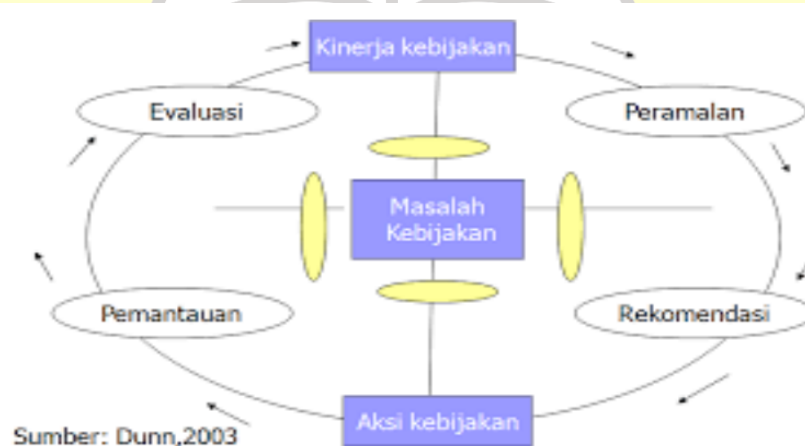 Kinerja kebijakan
Evaluasi
Peramalan
Masalah
Kebijakan
Pemantauan
Rekomendasi
Aksi kebijakan
Sumber: Dunn,2003